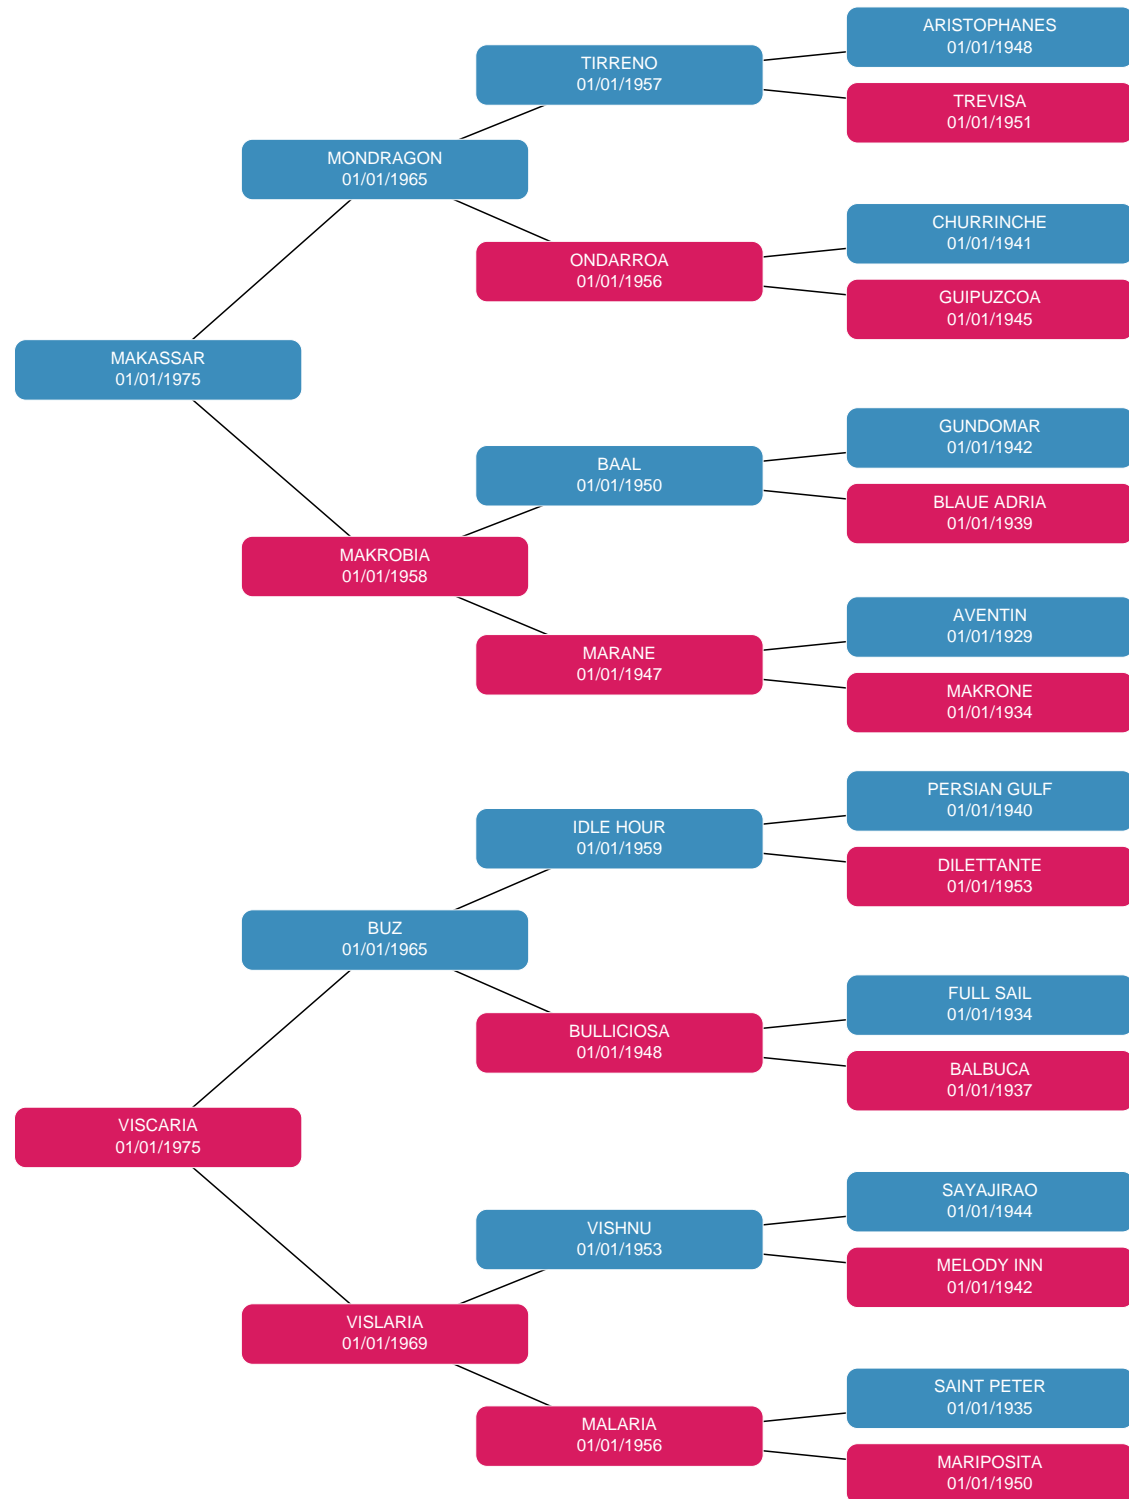 ARISTOPHANES
01/01/1948
TIRRENO
01/01/1957
TREVISA
01/01/1951
MONDRAGON
01/01/1965
CHURRINCHE
01/01/1941
ONDARROA
01/01/1956
GUIPUZCOA
01/01/1945
MAKASSAR
01/01/1975
GUNDOMAR
01/01/1942
BAAL
01/01/1950
BLAUE ADRIA
01/01/1939
MAKROBIA
01/01/1958
AVENTIN
01/01/1929
MARANE
01/01/1947
MAKRONE
01/01/1934
PERSIAN GULF
01/01/1940
IDLE HOUR
01/01/1959
DILETTANTE
01/01/1953
BUZ
01/01/1965
FULL SAIL
01/01/1934
BULLICIOSA
01/01/1948
BALBUCA
01/01/1937
VISCARIA
01/01/1975
SAYAJIRAO
01/01/1944
VISHNU
01/01/1953
MELODY INN
01/01/1942
VISLARIA
01/01/1969
SAINT PETER
01/01/1935
MALARIA
01/01/1956
MARIPOSITA
01/01/1950